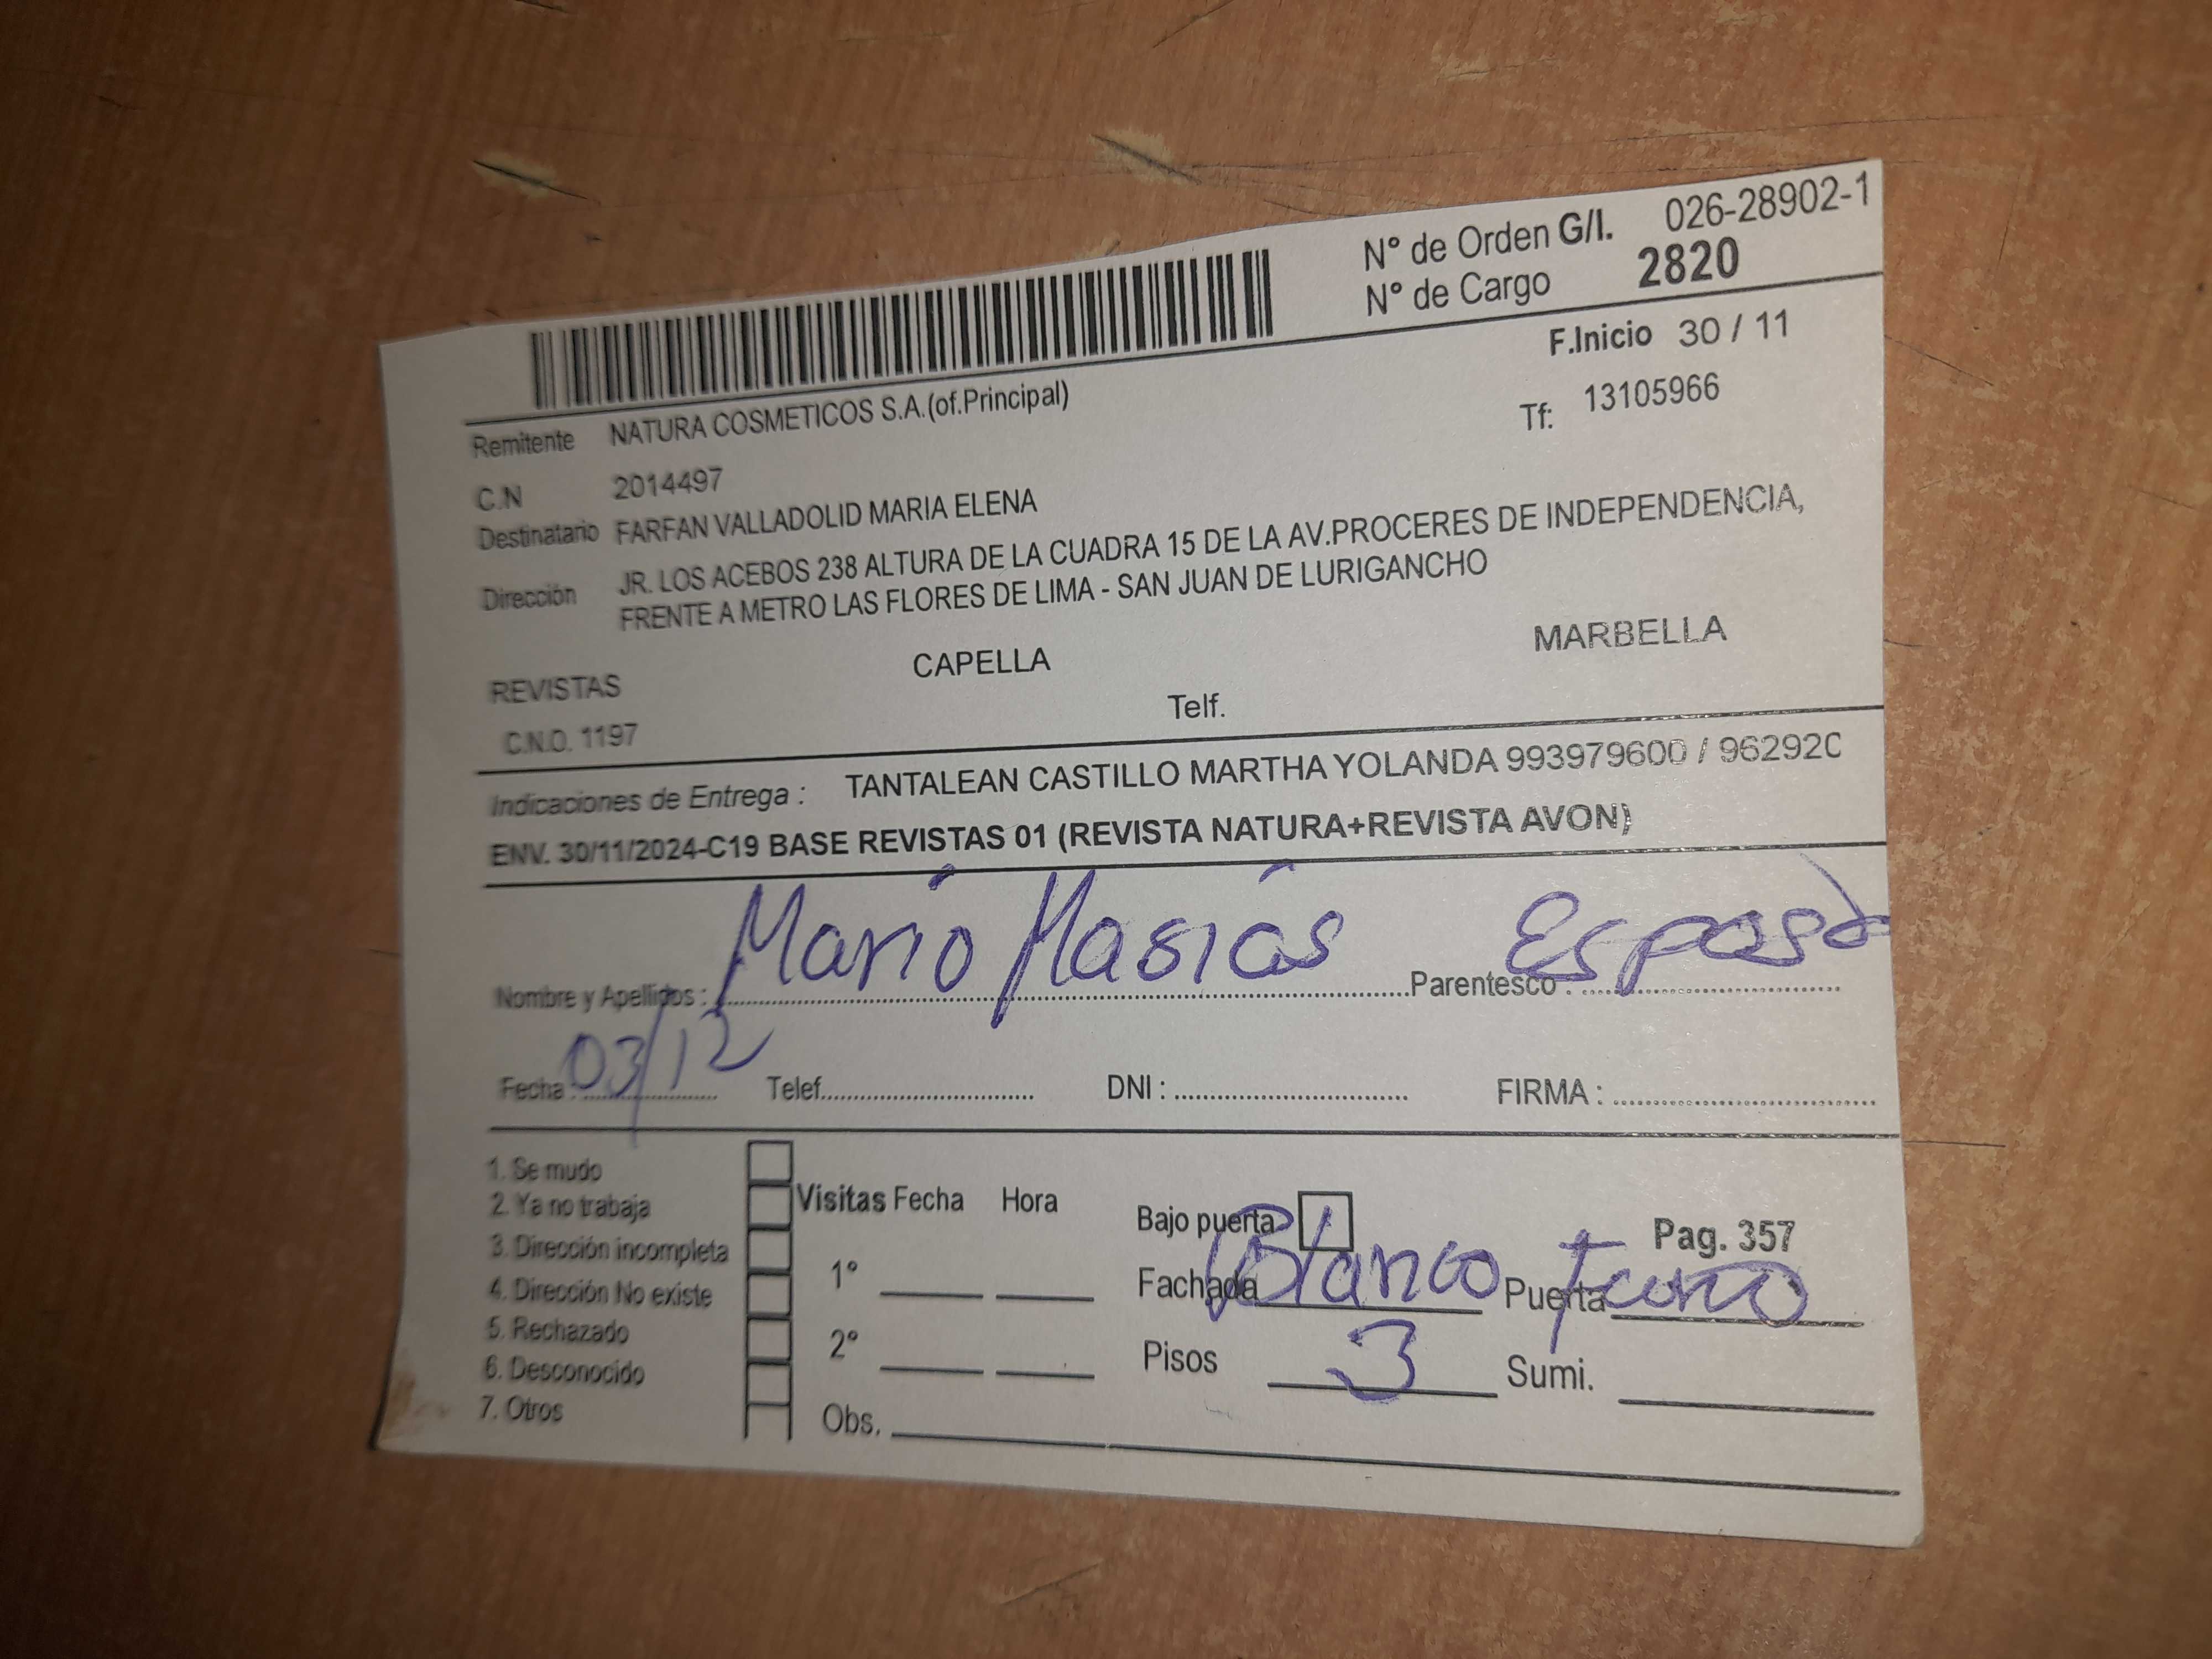 N° de Orden G/I. 026-28902-1
N° de Cargo 2820
F.Inicio 30 / 11
Remitente NATURA COSMETICOS S.A.(of.Principal) Tf: 13105966
C.N 2014497
Destinatario FARFAN VALLADOLID MARIA ELENA
Dirección JR. LOS ACEBOS 238 ALTURA DE LA CUADRA 15 DE LA AV.PROCERES DE INDEPENDENCIA,
FRENTE A METRO LAS FLORES DE LIMA - SAN JUAN DE LURIGANCHO
REVISTAS CAPELLA MARBELLA
C.N.O. 1197 Telf.
Indicaciones de Entrega : TANTALEAN CASTILLO MARTHA YOLANDA 993979600 / 96292C
ENV. 30/11/2024-C19 BASE REVISTAS 01 (REVISTA NATURA+REVISTA AVON)
Nombre y Apellidos : Mario Masías Parentesco : Esposo
Fecha : 03/12 Telef. DNI : FIRMA :
1. Se mudo
2. Ya no trabaja
3. Dirección incompleta
4. Dirección No existe
5. Rechazado
6. Desconocido
7. Otros
Visitas Fecha Hora
1°
2°
Obs.
Bajo puerta Pag. 357
Fachada Blanco Puerta
Pisos 3 Sumi.